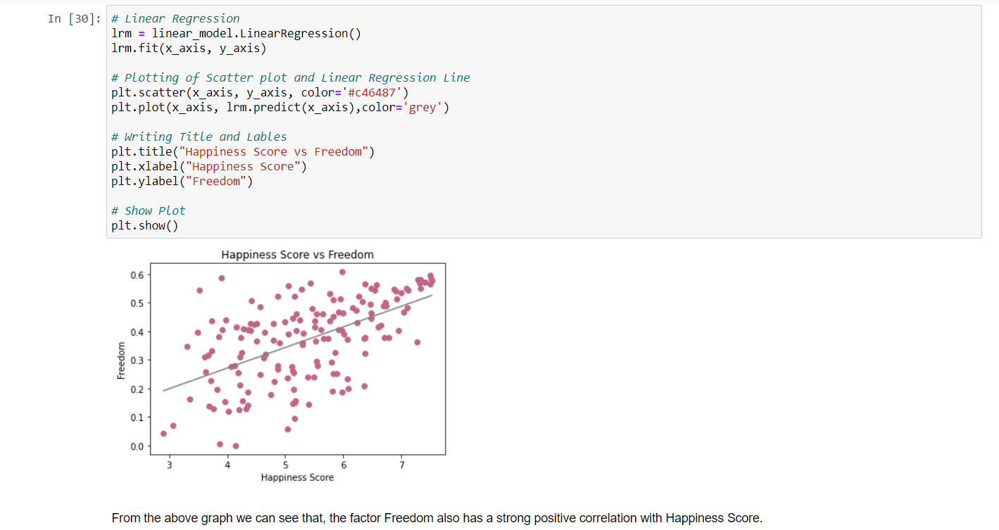 In [30]: # Linear Regression
lrm = linear_model.LinearRegression()
lrm.fit(x_axis, y_axis)
# Plotting of Scatter plot and Linear Regression Line
plt.scatter(x_axis, y_axis, color='#c46487')
plt.plot(x_axis, lrm.predict(x_axis),color='grey')
# Writing Title and Lables
plt.title("Happiness Score vs Freedom")
plt.xlabel("Happiness Score")
plt.ylabel("Freedom")
# Show Plot
plt.show()
Happiness Score vs Freedom
0.6
0.5
0.4
0.3
0.2
0.1
0.0
Freedom
3 4 5 6 7
Happiness Score
From the above graph we can see that, the factor Freedom also has a strong positive correlation with Happiness Score.